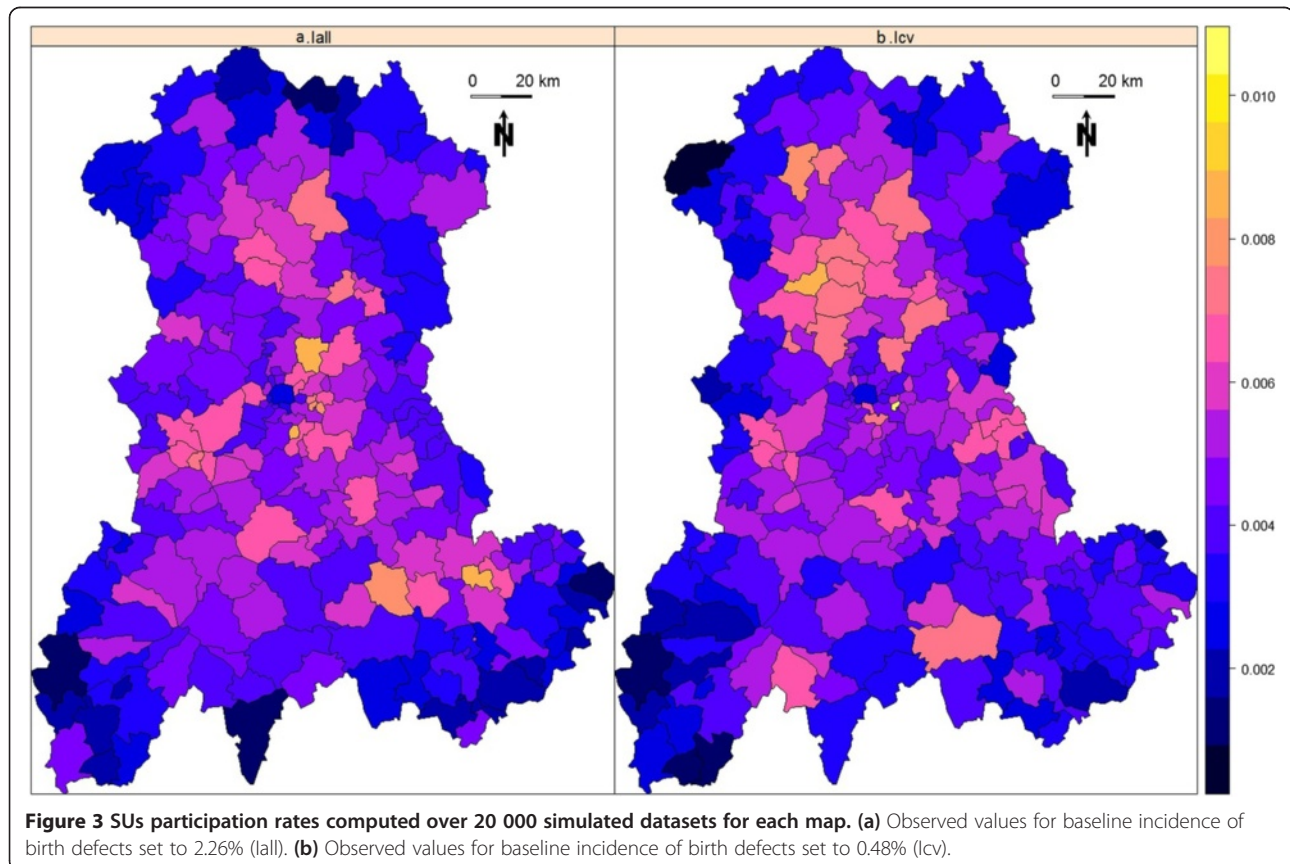 a.lall
b.lcv
0 20 km
N
0 20 km
N
0.010
0.008
0.006
0.004
0.002
Figure 3 SUs participation rates computed over 20 000 simulated datasets for each map. (a) Observed values for baseline incidence of
birth defects set to 2.26% (lall). (b) Observed values for baseline incidence of birth defects set to 0.48% (lcv).